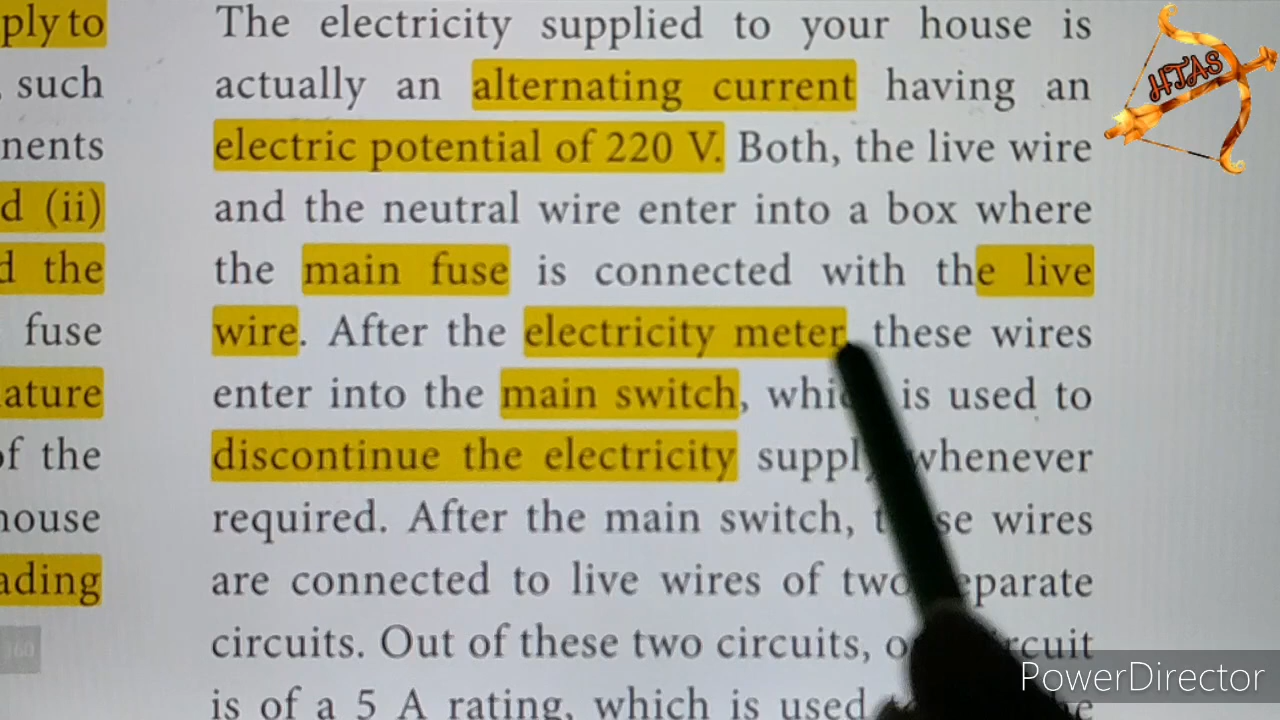 ply to
such
nents
d (ii)
d the
fuse
ature
of the
house
ading
160
The electricity supplied to your house is
actually an alternating current having an
electric potential of 220 V. Both, the live wire
and the neutral wire enter into a box where
the main fuse is connected with the live
wire. After the electricity meter, these wires
enter into the main switch, which is used to
discontinue the electricity supply whenever
required. After the main switch, these wires
are connected to live wires of two separate
circuits. Out of these two circuits, circuit
is of a 5 A rating, which is used
HTAS
PowerDirector